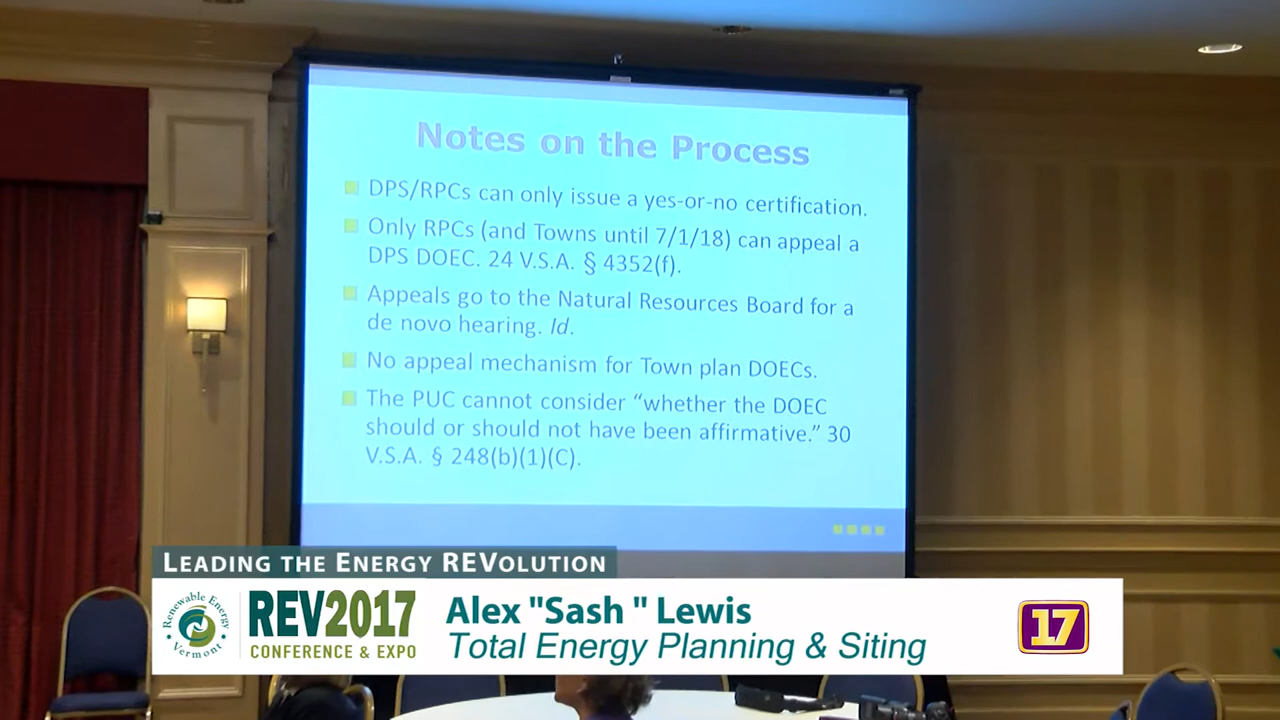 Notes on the Process
DPS/RPCs can only issue a yes-or-no certification.
Only RPCs (and Towns until 7/1/18) can appeal a
DPS DOEC. 24 V.S.A. § 4352(f).
Appeals go to the Natural Resources Board for a
de novo hearing. Id.
No appeal mechanism for Town plan DOECs.
The PUC cannot consider “whether the DOEC
should or should not have been affirmative.” 30
V.S.A. § 248(b)(1)(C).
LEADING THE ENERGY REVOLUTION
Renewable Energy
Vermont
REV2017
CONFERENCE & EXPO
Alex "Sash " Lewis
Total Energy Planning & Siting
17